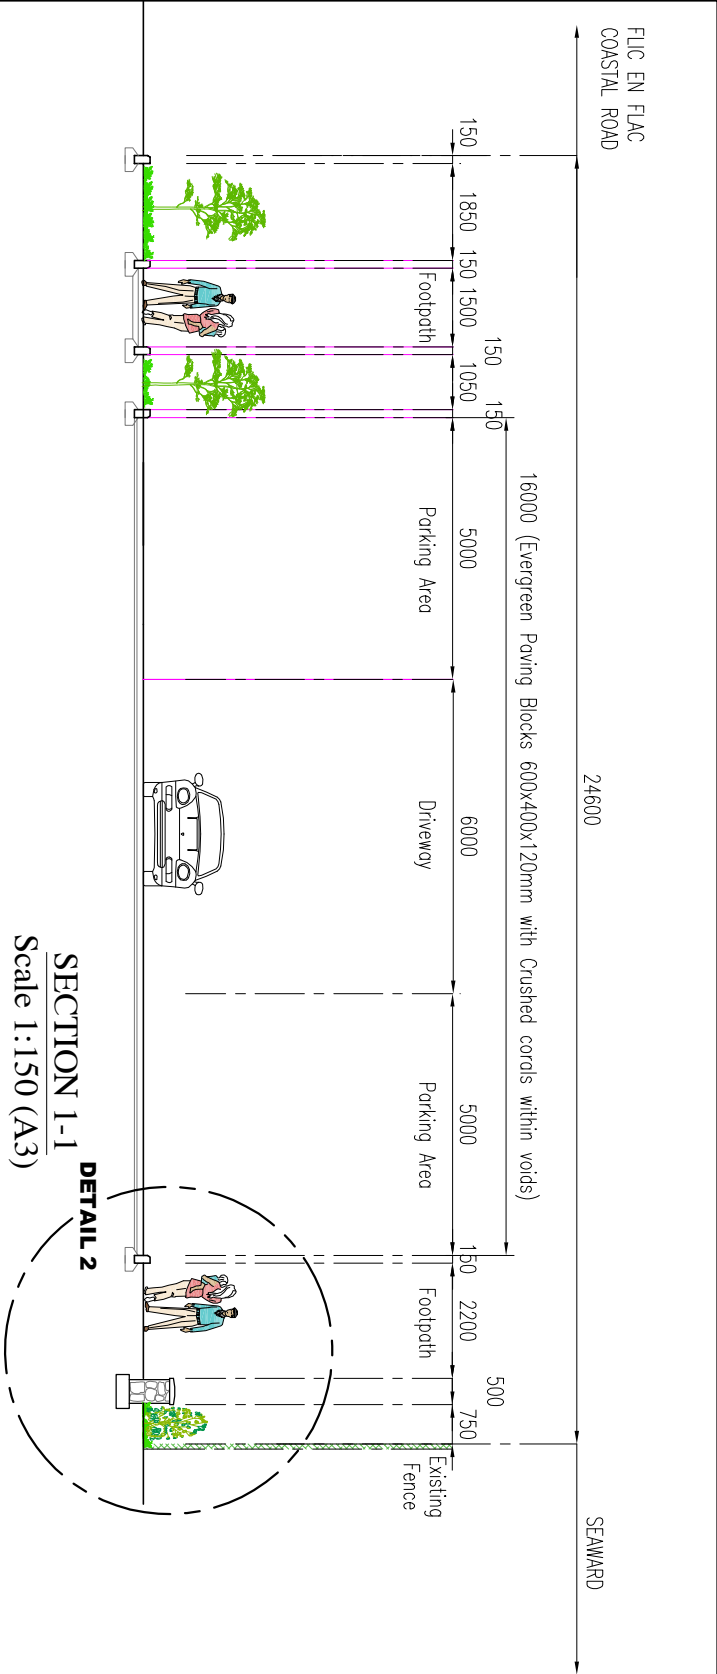 FLIC EN FLAC
COASTAL ROAD
24600
SEAWARD
16000 (Evergreen Paving Blocks 600x400x120mm with Crushed corals within voids)
150
1850
150
1500
150
1050
150
5000
6000
5000
150
2200
500
750
Footpath
Parking Area
Driveway
Parking Area
Footpath
Existing
Fence
DETAIL 2
SECTION 1-1
Scale 1:150 (A3)